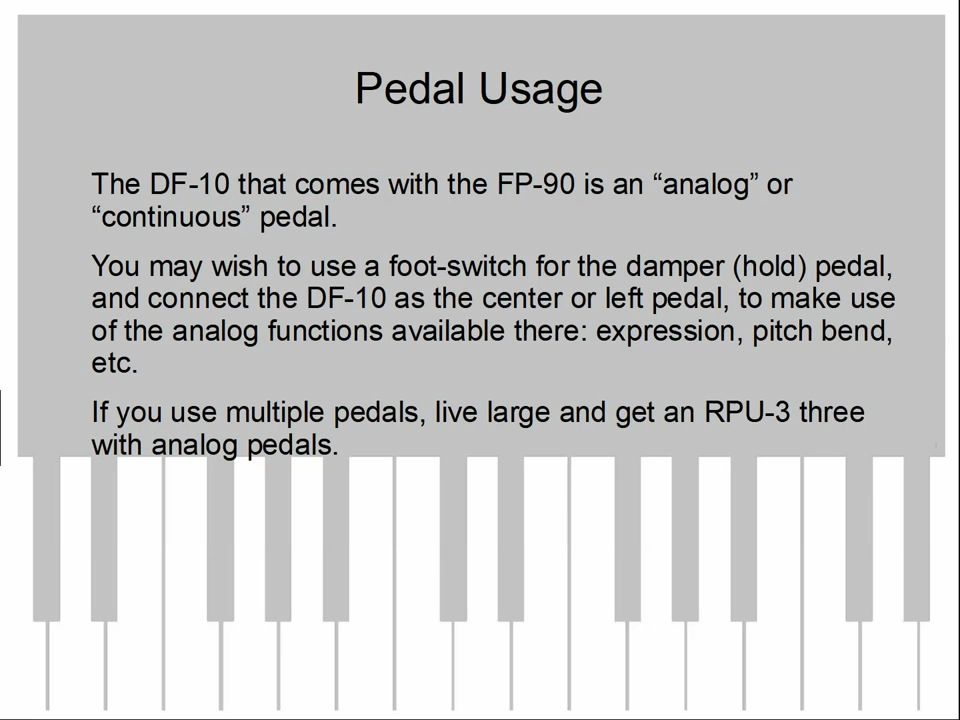 Pedal Usage
The DF-10 that comes with the FP-90 is an “analog” or
“continuous” pedal.
You may wish to use a foot-switch for the damper (hold) pedal,
and connect the DF-10 as the center or left pedal, to make use
of the analog functions available there: expression, pitch bend,
etc.
If you use multiple pedals, live large and get an RPU-3 three
with analog pedals.